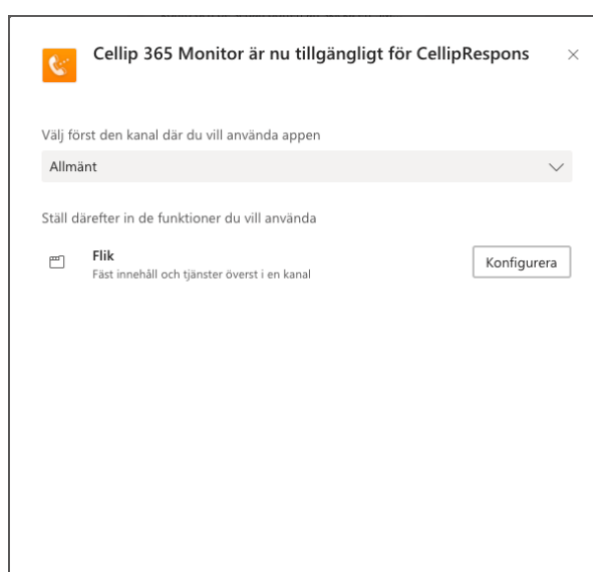 Cellip 365 Monitor är nu tillgängligt för CellipRespons
Välj först den kanal där du vill använda appen
Allmänt
Ställ därefter in de funktioner du vill använda
Flik
Fäst innehåll och tjänster överst i en kanal
Konfigurera